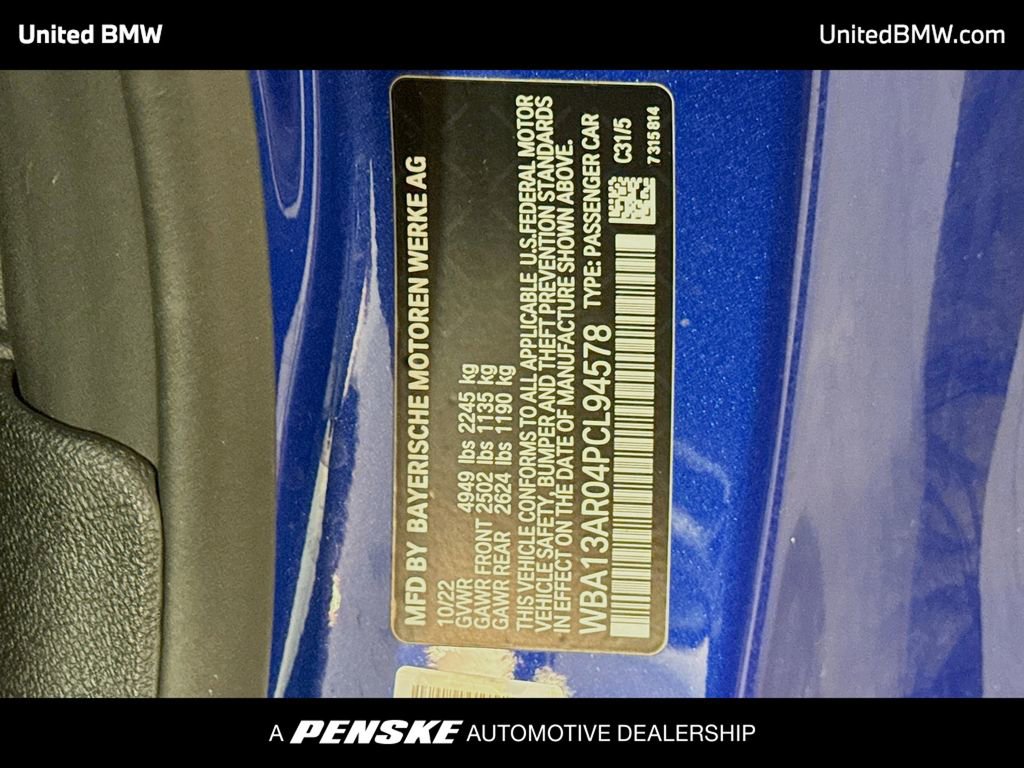 United BMW
UnitedBMW.com
MFD BY BAYERISCHE MOTOREN WERKE AG
10/22
GVWR 4949 lbs 2245 kg
GAWR FRONT 2502 lbs 1135 kg
GAWR REAR 2624 lbs 1190 kg
THIS VEHICLE CONFORMS TO ALL APPLICABLE U.S.FEDERAL MOTOR
VEHICLE SAFETY, BUMPER AND THEFT PREVENTION STANDARDS
IN EFFECT ON THE DATE OF MANUFACTURE SHOWN ABOVE.
WBA13AR04PCL94578 TYPE: PASSENGER CAR
C31/5
7 315 814
A PENSKE AUTOMOTIVE DEALERSHIP